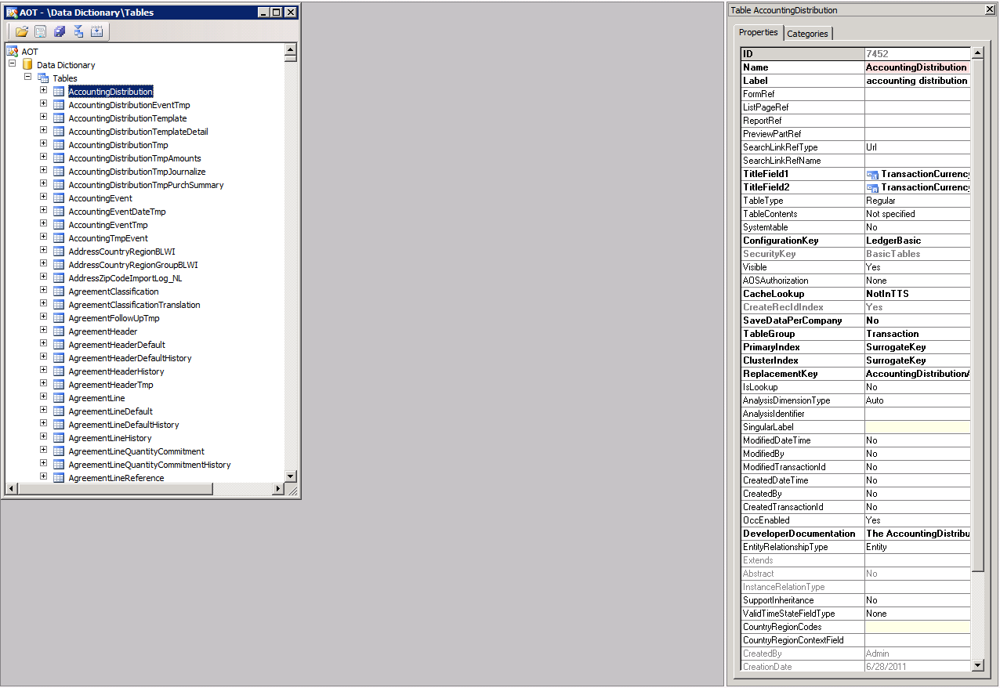 AOT - \Data Dictionary\Tables
AOT
Data Dictionary
Tables
AccountingDistribution
AccountingDistributionEventTmp
AccountingDistributionTemplate
AccountingDistributionTemplateDetail
AccountingDistributionTmp
AccountingDistributionTmpAmounts
AccountingDistributionTmpJournalize
AccountingDistributionTmpPurchSummary
AccountingEvent
AccountingEventDateTmp
AccountingEventTmp
AccountingTmpEvent
AddressCountryRegionBLWI
AddressCountryRegionGroupBLWI
AddressZipCodeImportLog_NL
AgreementClassification
AgreementClassificationTranslation
AgreementFollowUpTmp
AgreementHeader
AgreementHeaderDefault
AgreementHeaderDefaultHistory
AgreementHeaderHistory
AgreementHeaderTmp
AgreementLine
AgreementLineDefault
AgreementLineDefaultHistory
AgreementLineHistory
AgreementLineQuantityCommitment
AgreementLineQuantityCommitmentHistory
AgreementLineReference
Table AccountingDistribution
Properties Categories
ID 7452
Name AccountingDistribution
Label accounting distribution
FormRef
ListPageRef
ReportRef
PreviewPartRef
SearchLinkRefType Url
SearchLinkRefName
TitleField1 TransactionCurrency
TitleField2 TransactionCurrency
TableType Regular
TableContents Not specified
Systemtable No
ConfigurationKey LedgerBasic
SecurityKey BasicTables
Visible Yes
AOSAuthorization None
CacheLookup NotInTTS
CreateRecIdIndex Yes
SaveDataPerCompany No
TableGroup Transaction
PrimaryIndex SurrogateKey
ClusterIndex SurrogateKey
ReplacementKey AccountingDistributionA
IsLookup No
AnalysisDimensionType Auto
AnalysisIdentifier
SingularLabel
ModifiedDateTime No
ModifiedBy No
ModifiedTransactionId No
CreatedDateTime No
CreatedBy No
CreatedTransactionId No
OccEnabled Yes
DeveloperDocumentation The AccountingDistribu
EntityRelationshipType Entity
Extends
Abstract No
InstanceRelationType
SupportInheritance No
ValidTimeStateFieldType None
CountryRegionCodes
CountryRegionContextField
CreatedBy Admin
CreationDate 6/28/2011